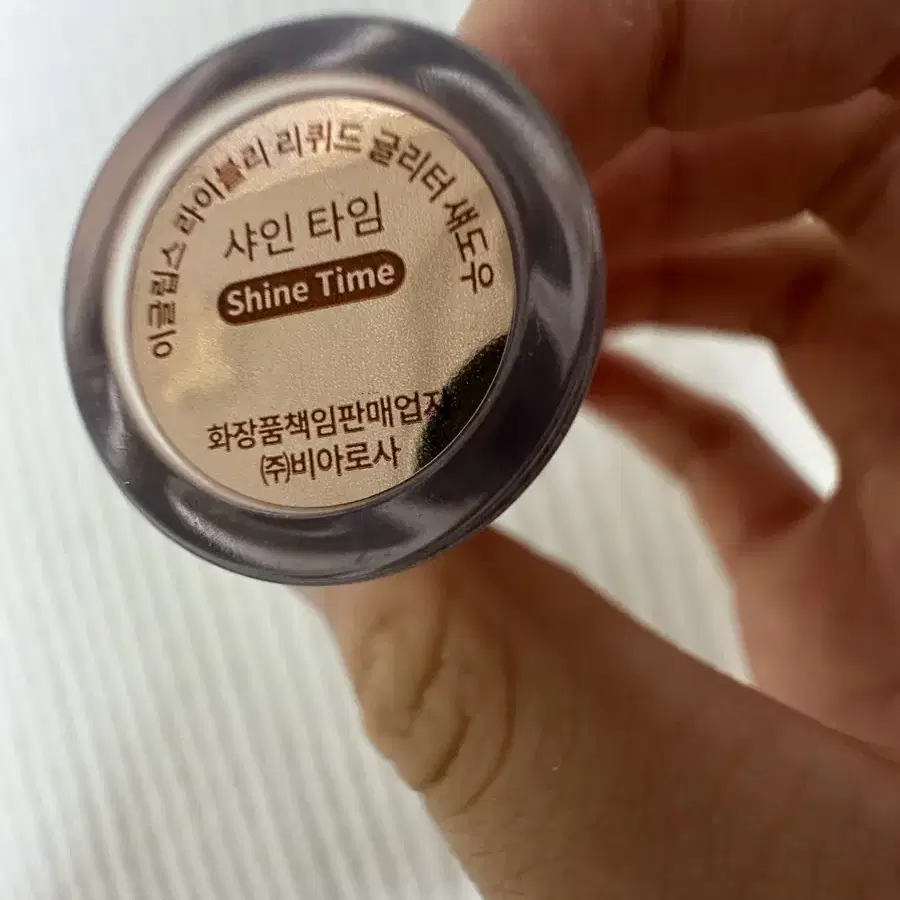 이글립스 라이블리 리퀴드 글리터 섀도우
샤인 타임
Shine Time
화장품책임판매업자
㈜비아로사